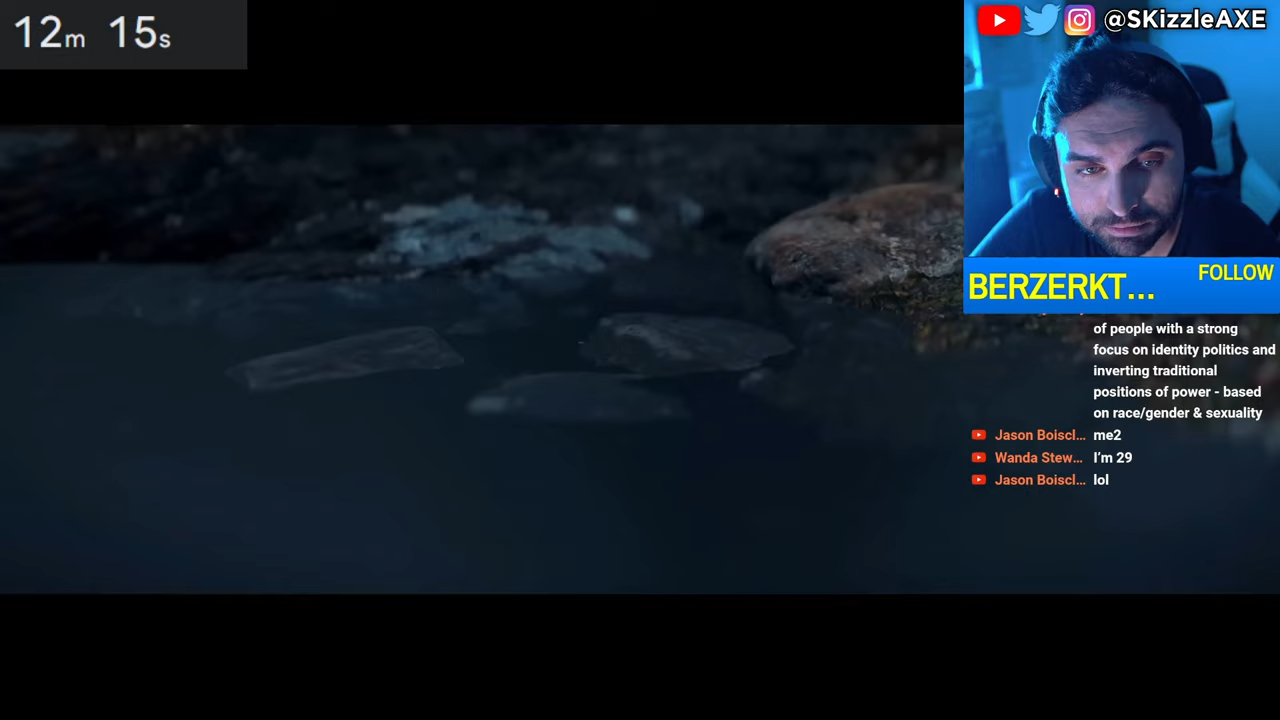 12m 15s
@SKizzleAXE
BERZERKT...
FOLLOW
of people with a strong
focus on identity politics and
inverting traditional
positions of power - based
on race/gender & sexuality
Jason Boiscl... me2
Wanda Stew... I'm 29
Jason Boiscl... lol